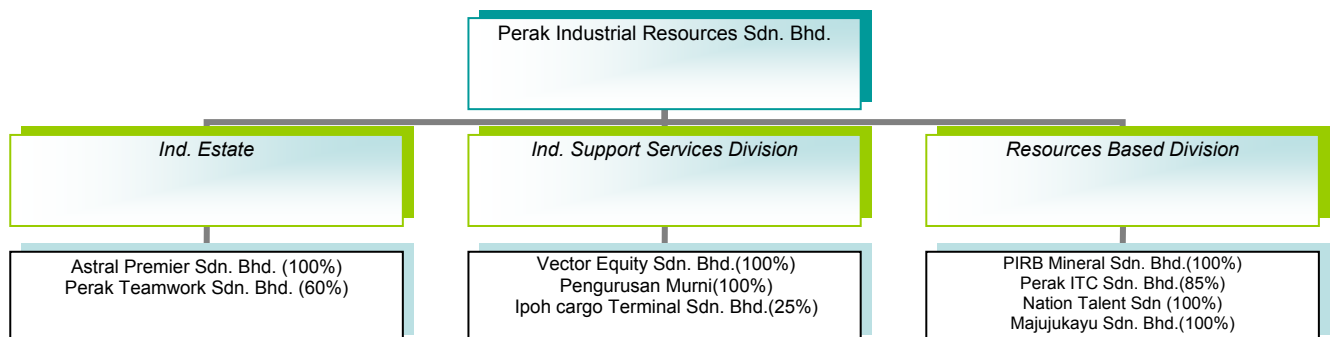 Perak Industrial Resources Sdn. Bhd.
Ind. Estate
Ind. Support Services Division
Resources Based Division
Astral Premier Sdn. Bhd. (100%)
Perak Teamwork Sdn. Bhd. (60%)
Vector Equity Sdn. Bhd.(100%)
Pengurusan Murni(100%)
Ipoh cargo Terminal Sdn. Bhd.(25%)
PIRB Mineral Sdn. Bhd.(100%)
Perak ITC Sdn. Bhd.(85%)
Nation Talent Sdn (100%)
Majujukayu Sdn. Bhd.(100%)